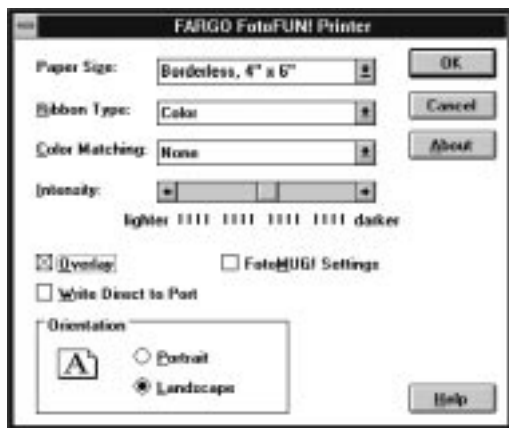 FARGO FotoFUN! Printer
Paper Size: Borderless, 4" x 6" OK
Ribbon Type: Color Cancel
Color Matching: None About
Intensity:
lighter darker
Overlay FotoMUG! Settings
Write Direct to Port
Orientation
A Portrait
Landscape
Help